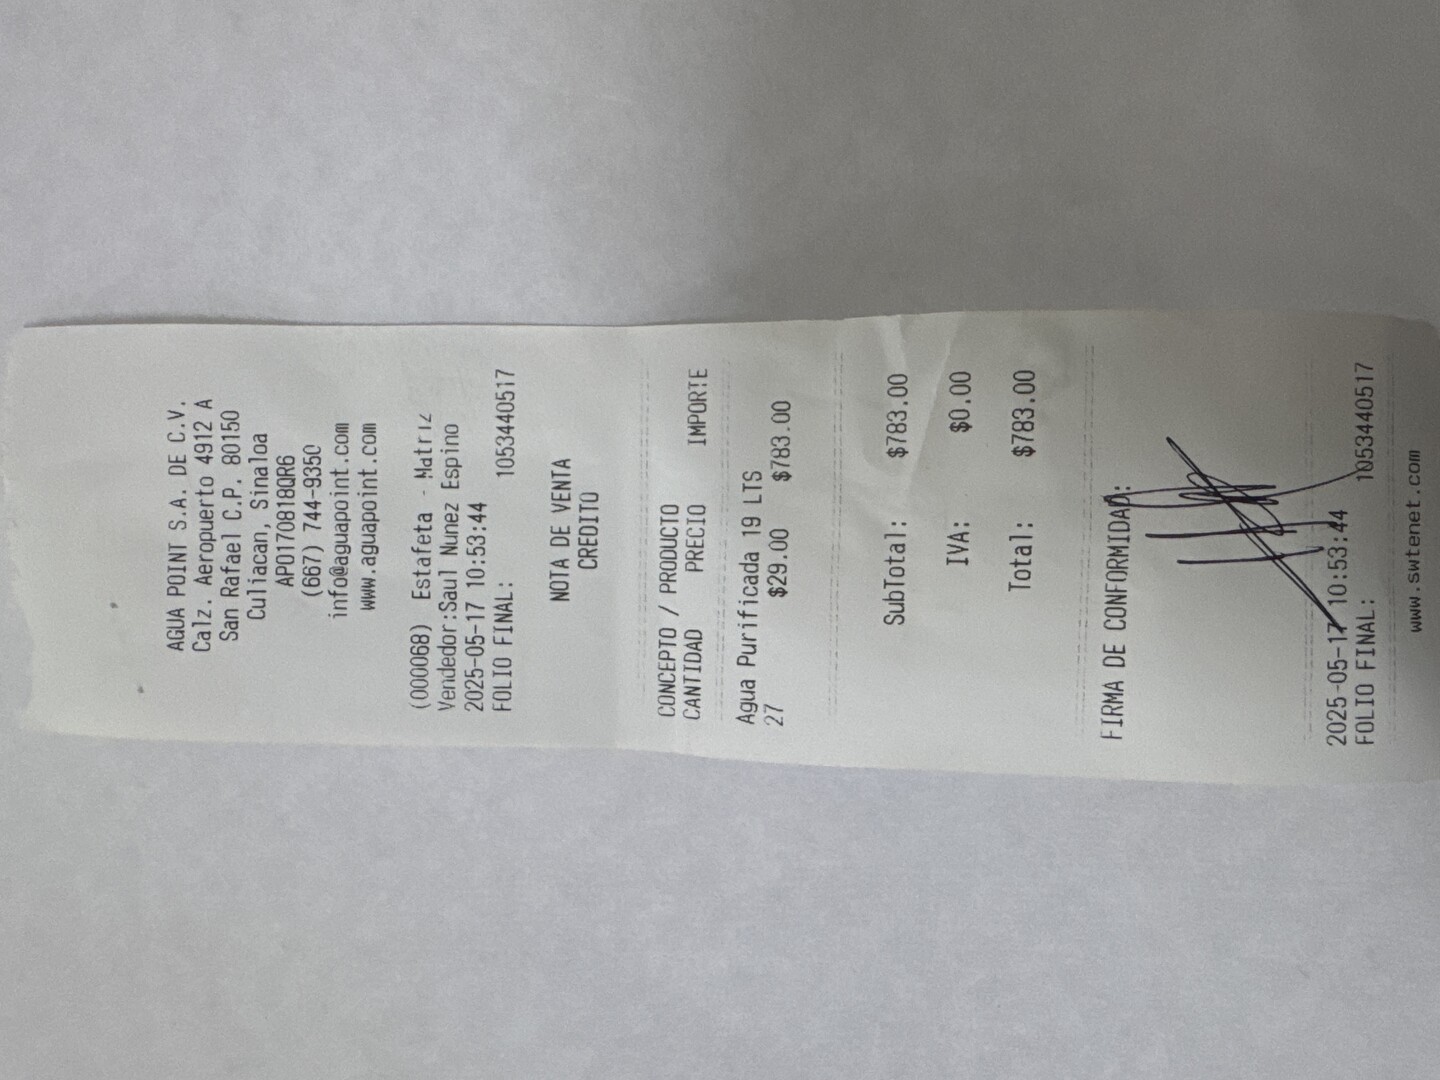 AGUA POINT S.A. DE C.V.
Calz. Aeropuerto 4912 A
San Rafael C.P. 80150
Culiacan, Sinaloa
APO170818QR6
(667) 744-9350
info@aguapoint.com
www.aguapoint.com
(000068) Estafeta - Matriz
Vendedor:Saul Nunez Espino
2025-05-17 10:53:44
FOLIO FINAL: 1053440517
NOTA DE VENTA
CREDITO
CONCEPTO / PRODUCTO
CANTIDAD PRECIO IMPORTE
Agua Purificada 19 LTS
27 $29.00 $783.00
SubTotal: $783.00
IVA: $0.00
Total: $783.00
FIRMA DE CONFORMIDAD:
2025-05-17 10:53:44
FOLIO FINAL: 1053440517
www.swtenet.com